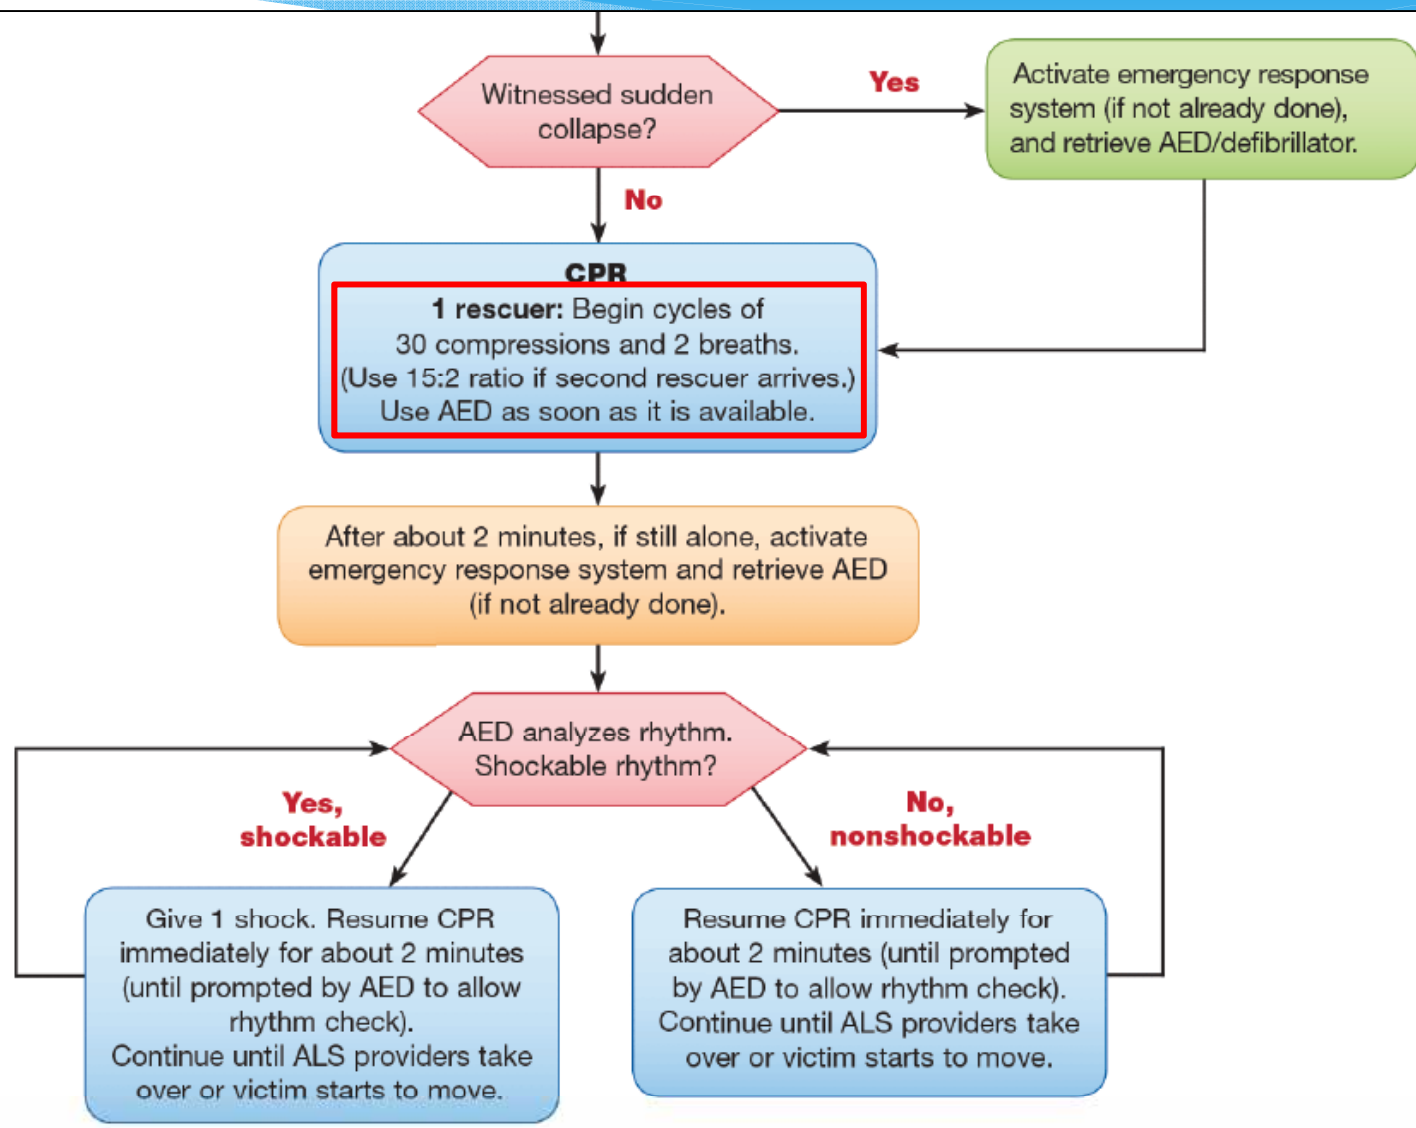 Witnessed sudden
collapse?
Yes
Activate emergency response
system (if not already done),
and retrieve AED/defibrillator.
No
CPR
1 rescuer: Begin cycles of
30 compressions and 2 breaths.
(Use 15:2 ratio if second rescuer arrives.)
Use AED as soon as it is available.
After about 2 minutes, if still alone, activate
emergency response system and retrieve AED
(if not already done).
AED analyzes rhythm.
Shockable rhythm?
Yes,
shockable
No,
nonshockable
Give 1 shock. Resume CPR
immediately for about 2 minutes
(until prompted by AED to allow
rhythm check).
Continue until ALS providers take
over or victim starts to move.
Resume CPR immediately for
about 2 minutes (until prompted
by AED to allow rhythm check).
Continue until ALS providers take
over or victim starts to move.